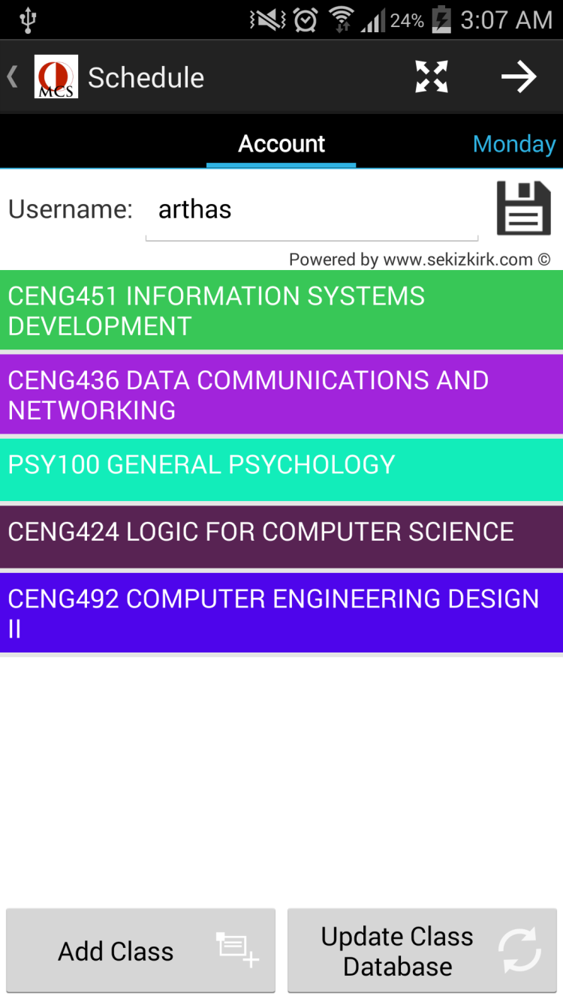 24% 3:07 AM
MCS Schedule
Account Monday
Username: arthas
Powered by www.sekizkirk.com ©
CENG451 INFORMATION SYSTEMS
DEVELOPMENT
CENG436 DATA COMMUNICATIONS AND
NETWORKING
PSY100 GENERAL PSYCHOLOGY
CENG424 LOGIC FOR COMPUTER SCIENCE
CENG492 COMPUTER ENGINEERING DESIGN
II
Add Class
Update Class
Database